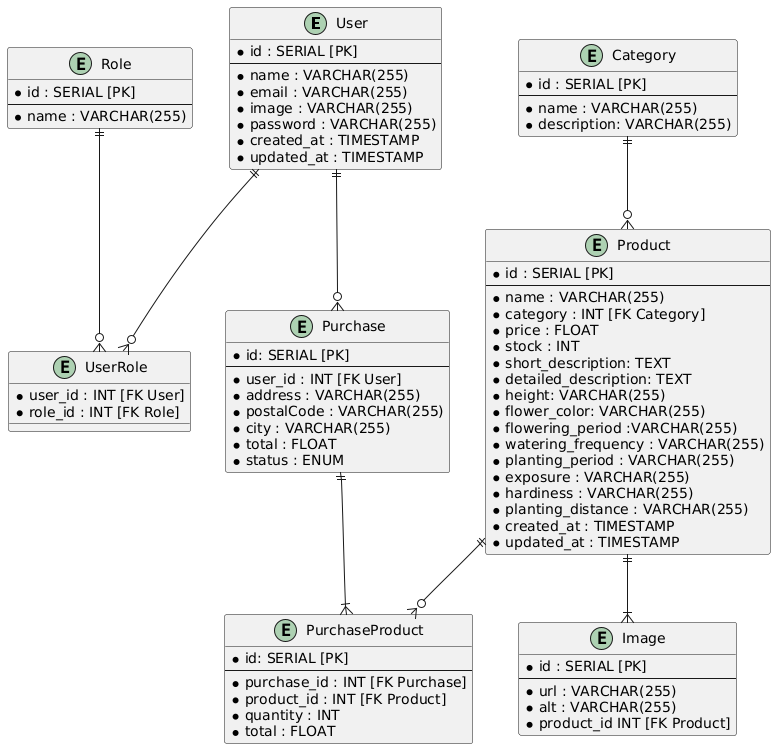 E User
* id : SERIAL [PK]
* name : VARCHAR(255)
* email : VARCHAR(255)
* image : VARCHAR(255)
* password : VARCHAR(255)
* created_at : TIMESTAMP
* updated_at : TIMESTAMP
E Role
* id : SERIAL [PK]
* name : VARCHAR(255)
E Category
* id : SERIAL [PK]
* name : VARCHAR(255)
* description: VARCHAR(255)
E Product
* id : SERIAL [PK]
* name : VARCHAR(255)
* category : INT [FK Category]
* price : FLOAT
* stock : INT
* short_description: TEXT
* detailed_description: TEXT
* height: VARCHAR(255)
* flower_color: VARCHAR(255)
* flowering_period :VARCHAR(255)
* watering_frequency : VARCHAR(255)
* planting_period : VARCHAR(255)
* exposure : VARCHAR(255)
* hardiness : VARCHAR(255)
* planting_distance : VARCHAR(255)
* created_at : TIMESTAMP
* updated_at : TIMESTAMP
E Purchase
* id: SERIAL [PK]
* user_id : INT [FK User]
* address : VARCHAR(255)
* postalCode : VARCHAR(255)
* city : VARCHAR(255)
* total : FLOAT
* status : ENUM
E UserRole
* user_id : INT [FK User]
* role_id : INT [FK Role]
E PurchaseProduct
* id: SERIAL [PK]
* purchase_id : INT [FK Purchase]
* product_id : INT [FK Product]
* quantity : INT
* total : FLOAT
E Image
* id : SERIAL [PK]
* url : VARCHAR(255)
* alt : VARCHAR(255)
* product_id INT [FK Product]